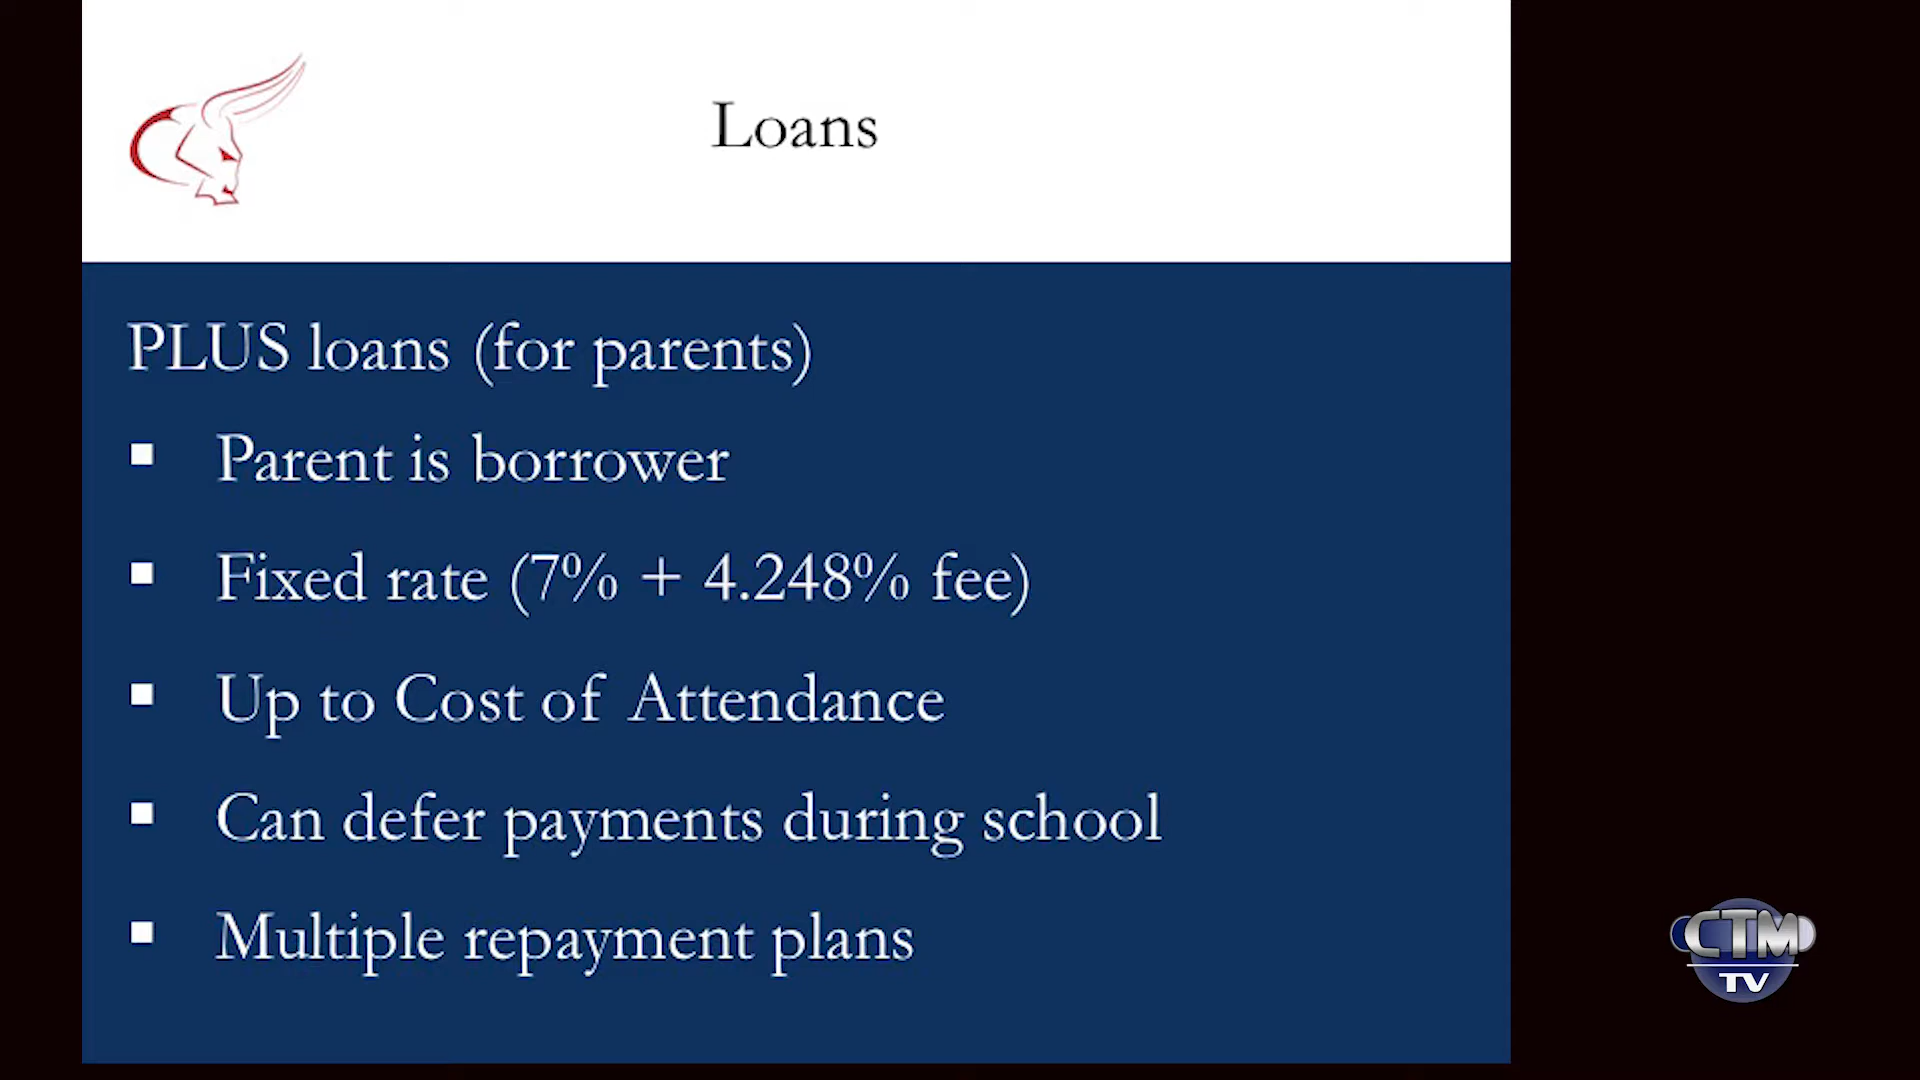 Loans
PLUS loans (for parents)
▪ Parent is borrower
▪ Fixed rate (7% + 4.248% fee)
▪ Up to Cost of Attendance
▪ Can defer payments during school
▪ Multiple repayment plans
CTM
TV